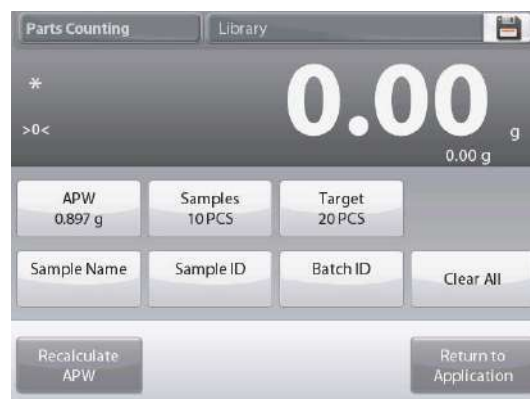 Parts Counting
Library
*
0.00
>0<
g
0.00 g
APW
0.897 g
Samples
10 PCS
Target
20 PCS
Sample Name
Sample ID
Batch ID
Clear All
Recalculate
APW
Return to
Application